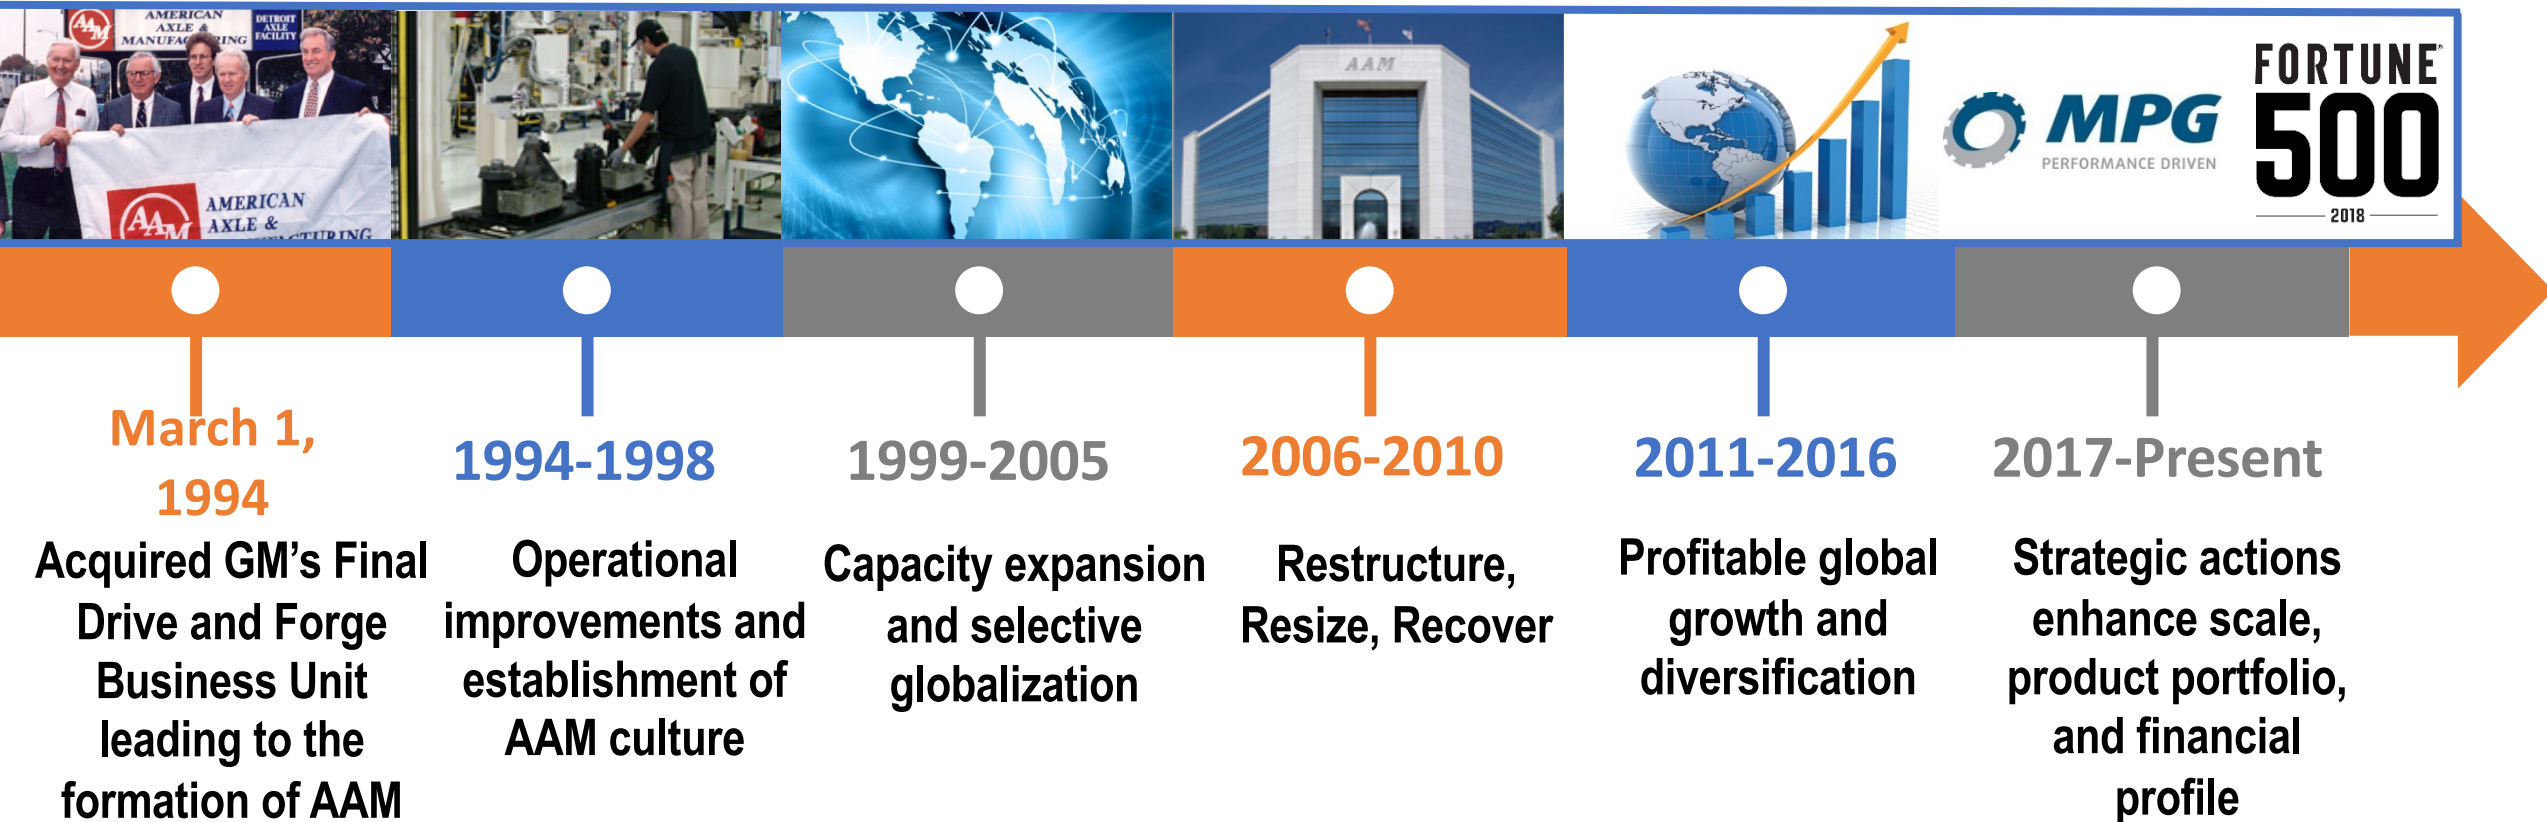 AMERICAN
AXLE &
MANUFACTURING
DETROIT
AXLE
FACILITY
AAM
AAM
AMERICAN
AXLE &
AAM
MPG
PERFORMANCE DRIVEN
FORTUNE
500
2018
March 1,
1994
Acquired GM's Final
Drive and Forge
Business Unit
leading to the
formation of AAM
1994-1998
Operational
improvements and
establishment of
AAM culture
1999-2005
Capacity expansion
and selective
globalization
2006-2010
Restructure,
Resize, Recover
2011-2016
Profitable global
growth and
diversification
2017-Present
Strategic actions
enhance scale,
product portfolio,
and financial
profile